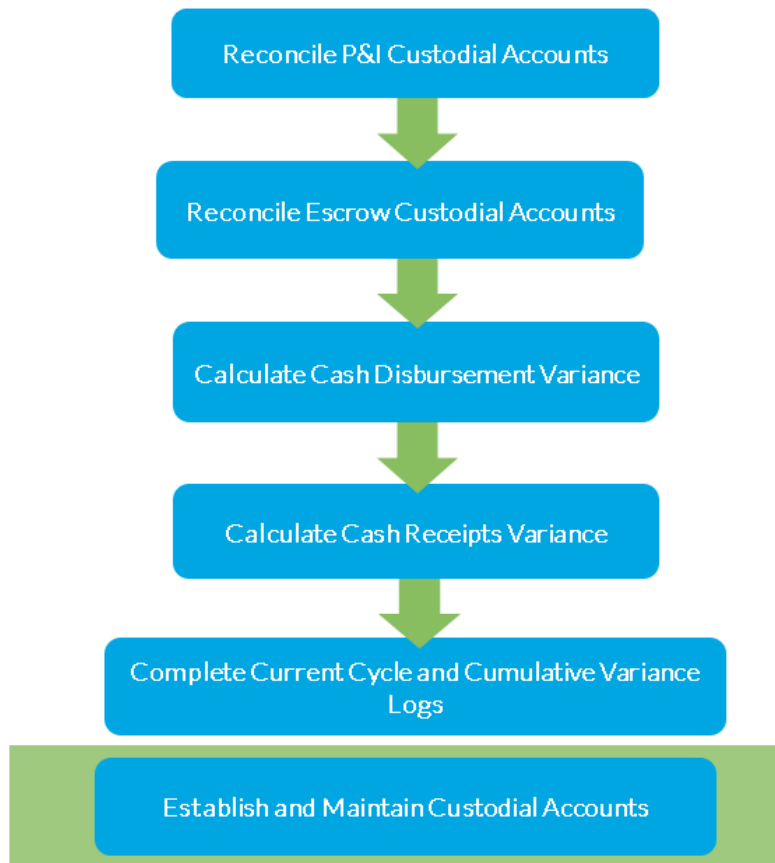 Reconcile P&I Custodial Accounts
Reconcile Escrow Custodial Accounts
Calculate Cash Disbursement Variance
Calculate Cash Receipts Variance
Complete Current Cycle and Cumulative Variance
Logs
Establish and Maintain Custodial Accounts